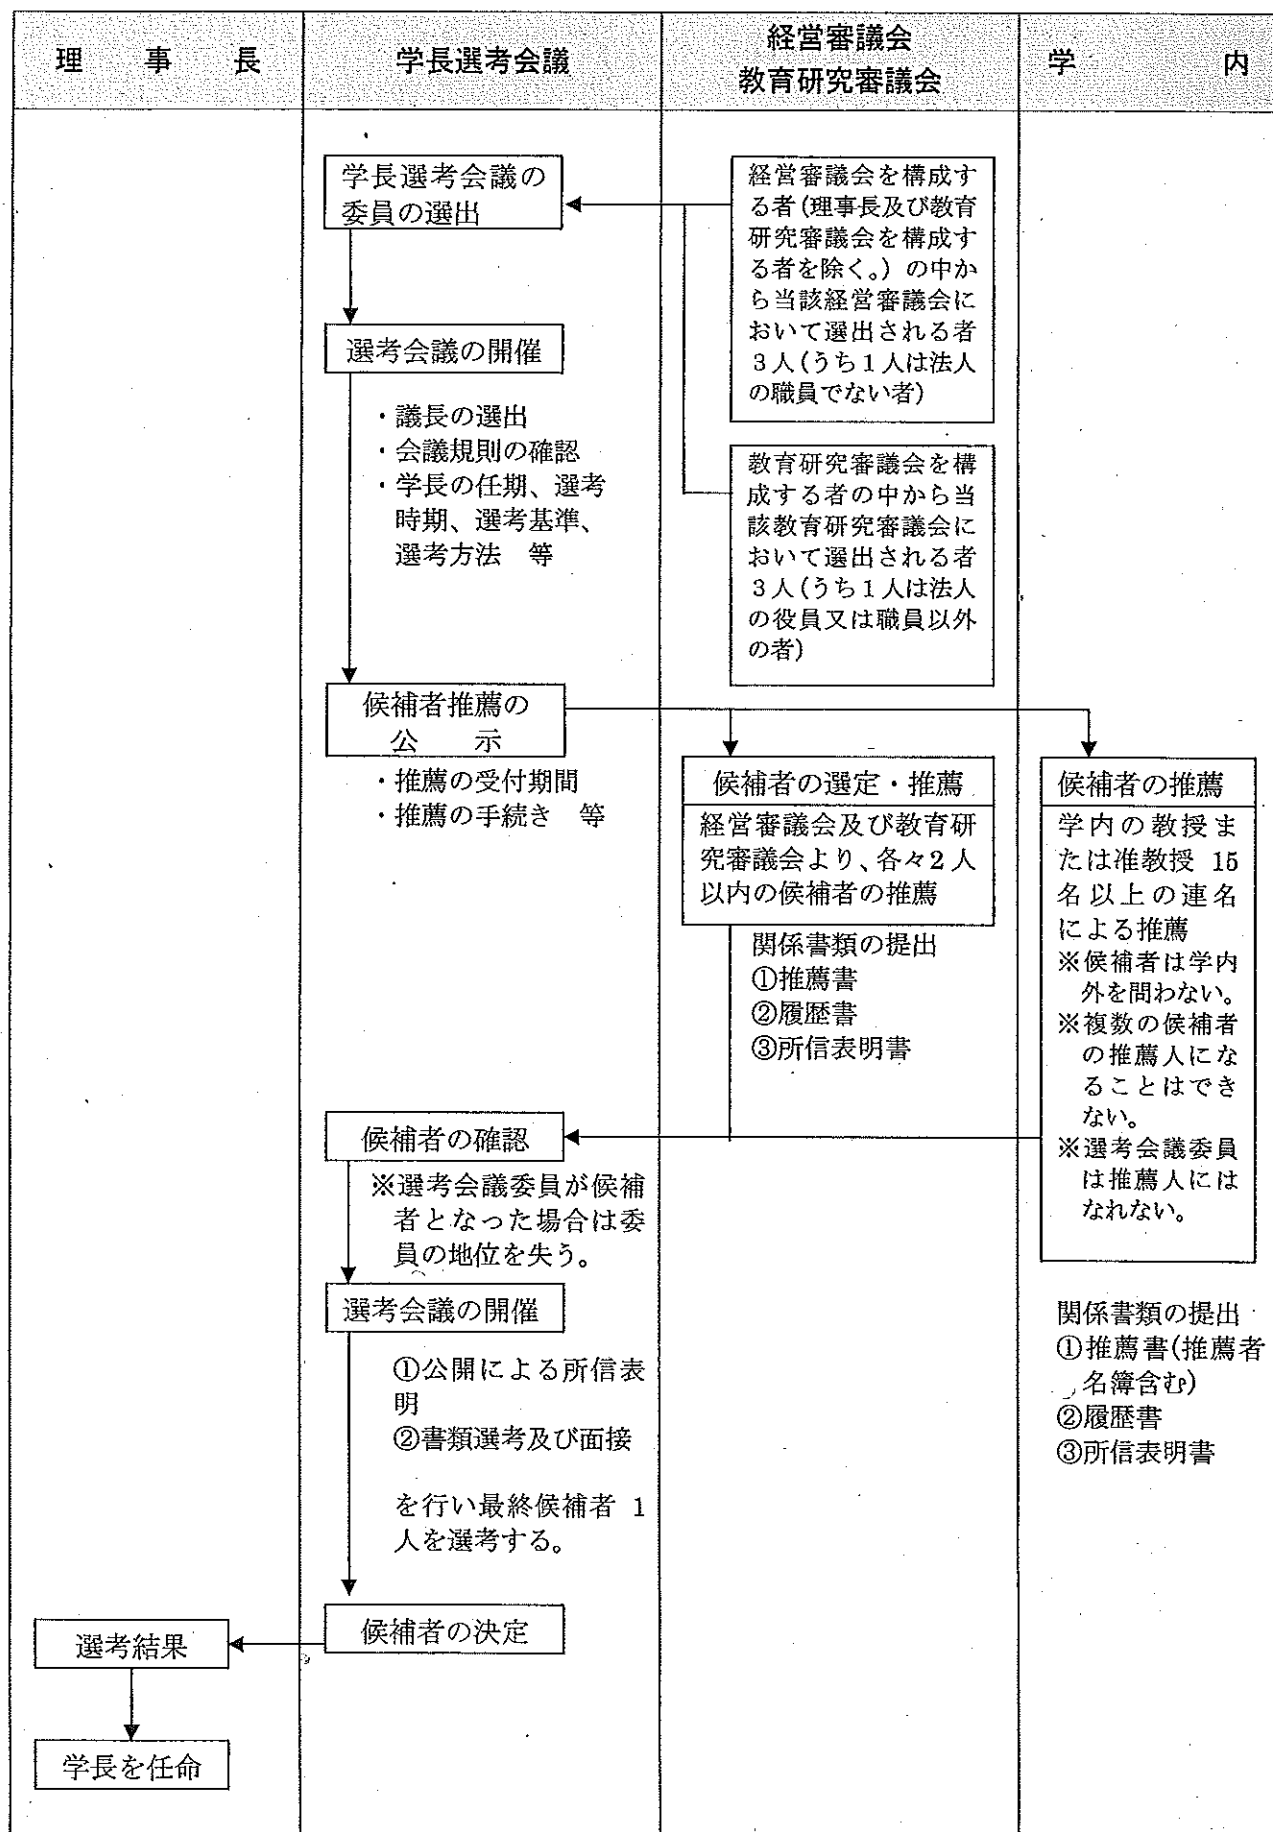 理事長
学長選考会議
経営審議会
教育研究審議会
学内
学長選考会議の
委員の選出
経営審議会を構成す
る者(理事長及び教育
研究審議会を構成す
る者を除く。)の中か
ら当該経営審議会に
おいて選出される者
3人(うち1人は法人
の職員でない者)
選考会議の開催
・議長の選出
・会議規則の確認
・学長の任期、選考
時期、選考基準、
選考方法 等
教育研究審議会を構
成する者の中から当
該教育研究審議会に
おいて選出される者
3人(うち1人は法人
の役員又は職員以外
の者)
候補者推薦の
公示
・推薦の受付期間
・推薦の手続き 等
候補者の選定・推薦
経営審議会及び教育研
究審議会より、各々2人
以内の候補者の推薦
関係書類の提出
①推薦書
②履歴書
③所信表明書
候補者の推薦
学内の教授ま
たは准教授 15
名以上の連名
による推薦
※候補者は学内
外を問わない。
※複数の候補者
の推薦人にな
ることはでき
ない。
※選考会議委員
は推薦人には
なれない。
関係書類の提出
①推薦書(推薦者
名簿含む)
②履歴書
③所信表明書
候補者の確認
※選考会議委員が候補
者となった場合は委
員の地位を失う。
選考会議の開催
①公開による所信表
明
②書類選考及び面接
を行い最終候補者 1
人を選考する。
候補者の決定
選考結果
学長を任命